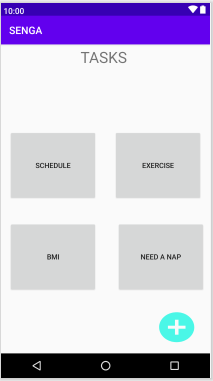 10:00
SENGA
TASKS
SCHEDULE
EXERCISE
BMI
NEED A NAP